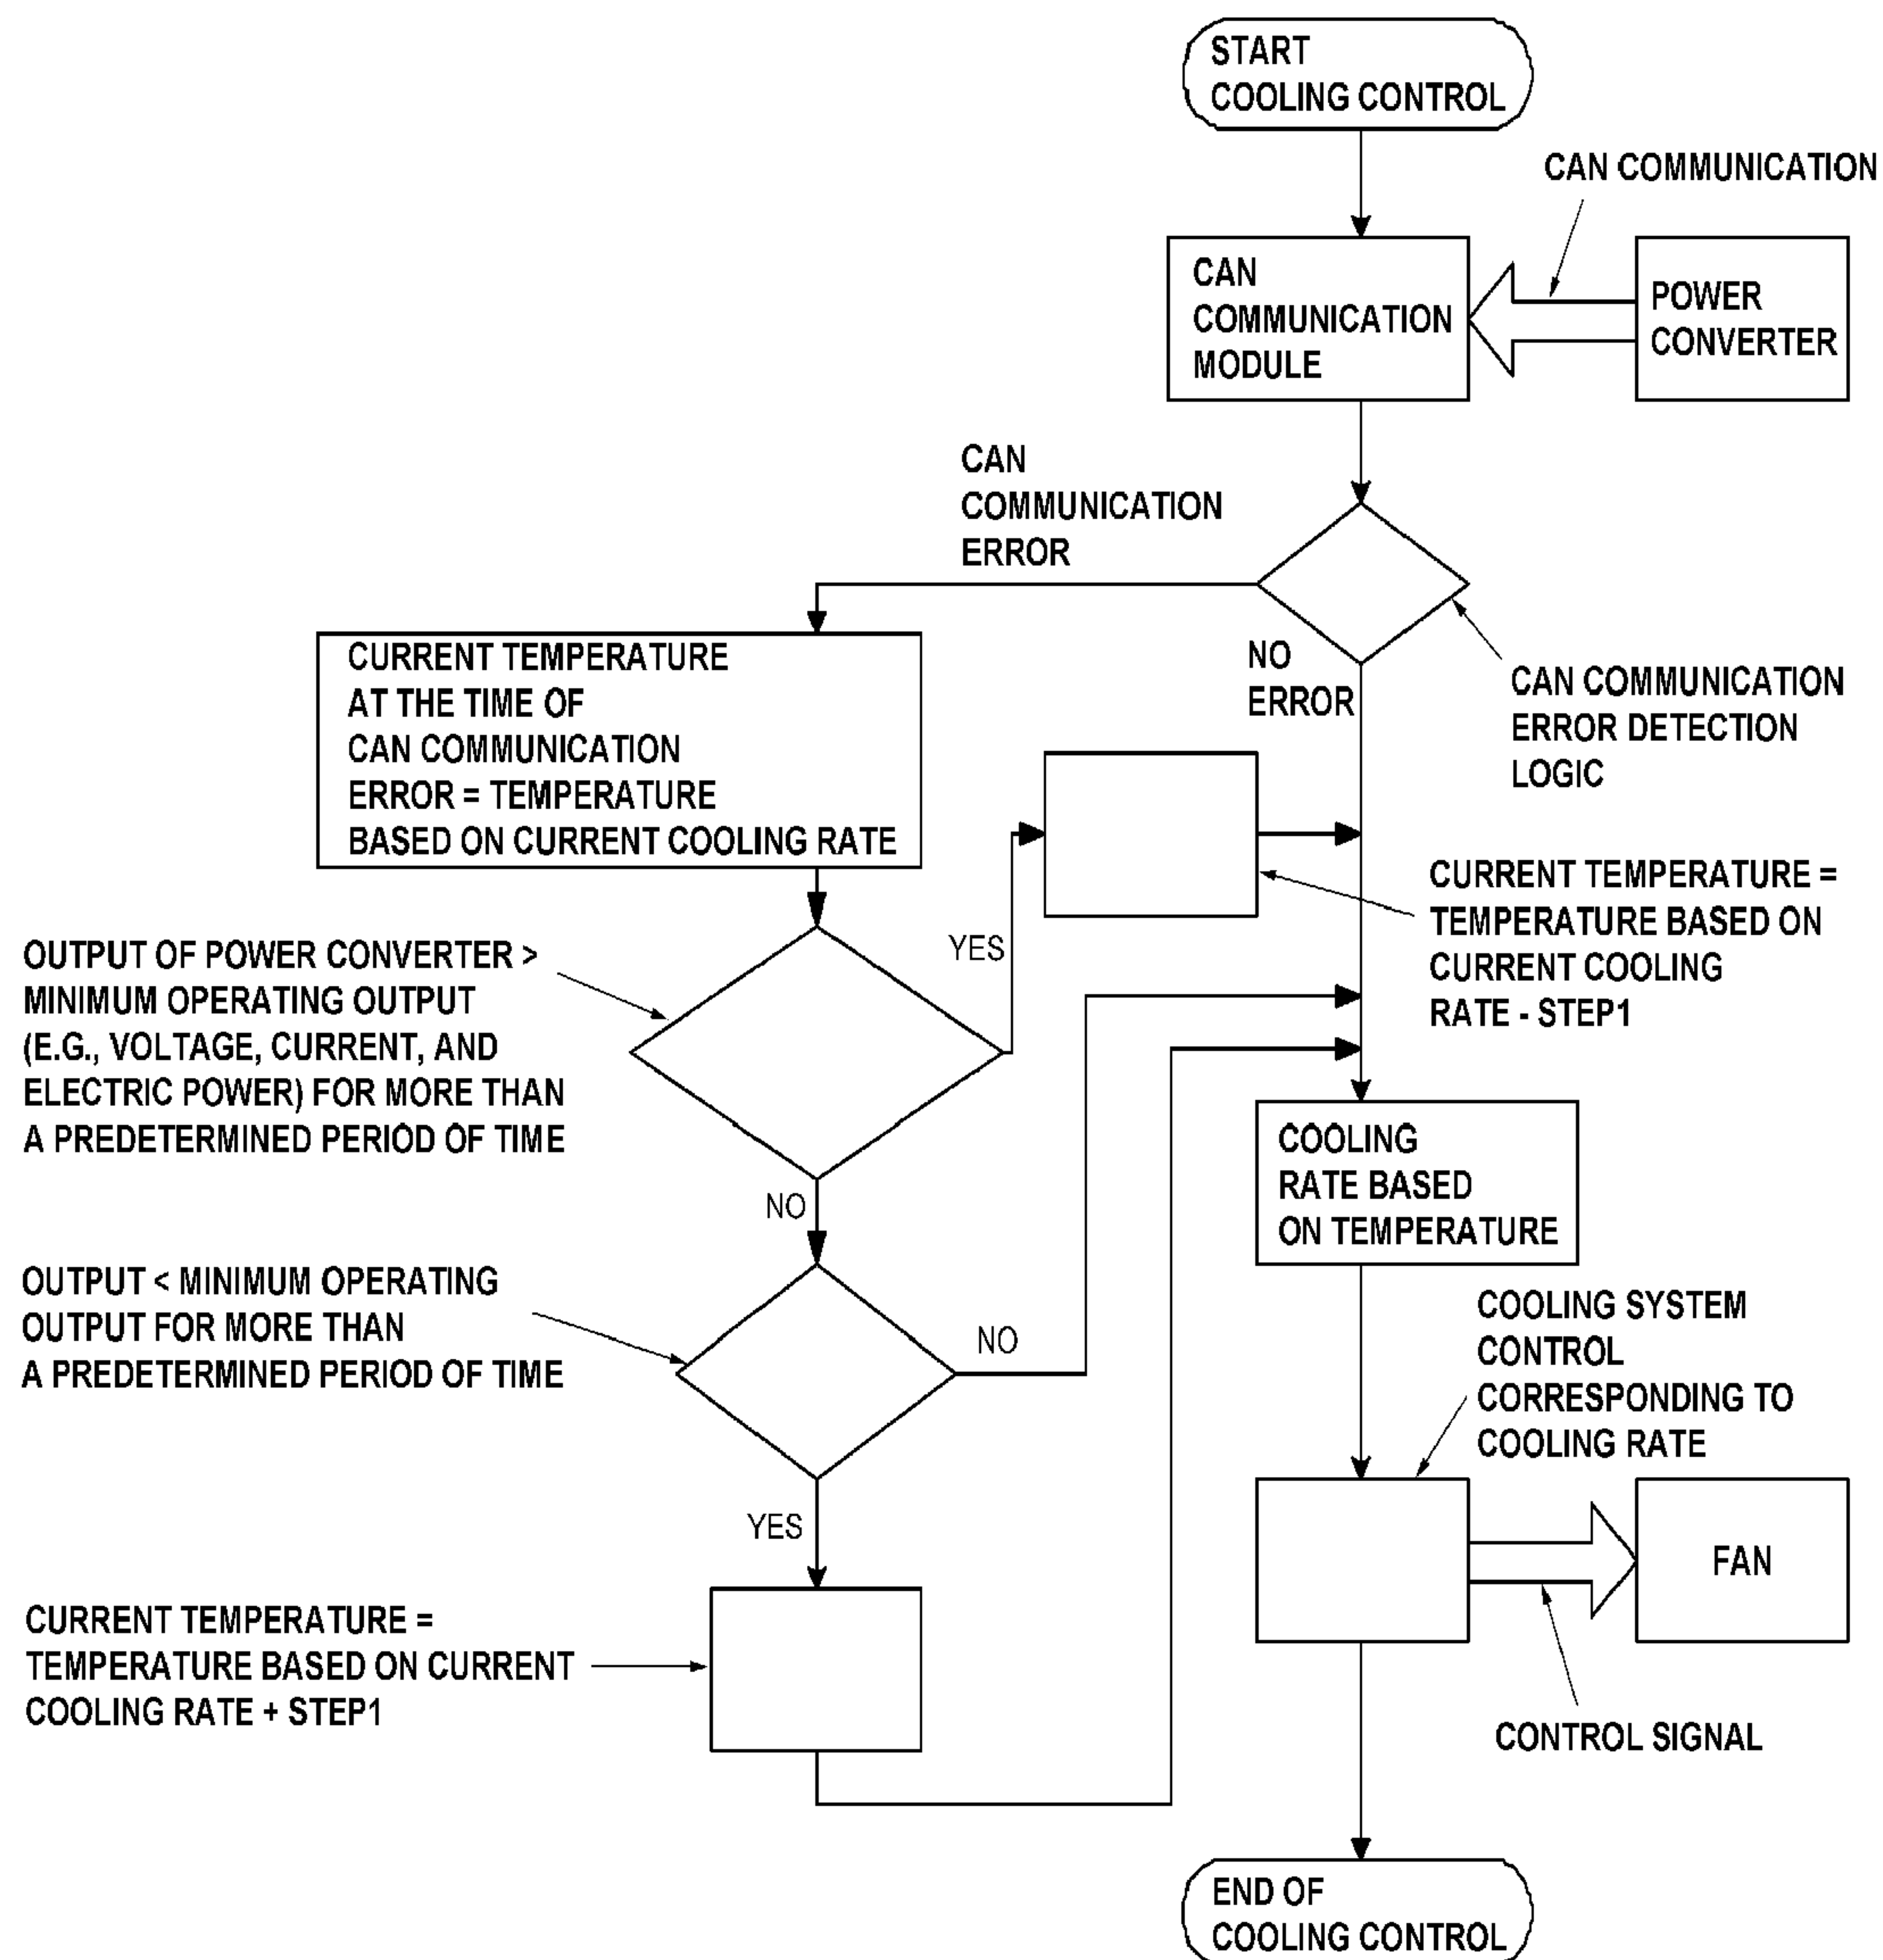 START
COOLING CONTROL
CAN COMMUNICATION
CAN
COMMUNICATION
MODULE
POWER
CONVERTER
CAN
COMMUNICATION
ERROR
NO
ERROR
CAN COMMUNICATION
ERROR DETECTION
LOGIC
CURRENT TEMPERATURE
AT THE TIME OF
CAN COMMUNICATION
ERROR = TEMPERATURE
BASED ON CURRENT COOLING RATE
CURRENT TEMPERATURE =
TEMPERATURE BASED ON
CURRENT COOLING
RATE - STEP1
OUTPUT OF POWER CONVERTER >
MINIMUM OPERATING OUTPUT
(E.G., VOLTAGE, CURRENT, AND
ELECTRIC POWER) FOR MORE THAN
A PREDETERMINED PERIOD OF TIME
YES
NO
COOLING
RATE BASED
ON TEMPERATURE
OUTPUT < MINIMUM OPERATING
OUTPUT FOR MORE THAN
A PREDETERMINED PERIOD OF TIME
NO
YES
COOLING SYSTEM
CONTROL
CORRESPONDING TO
COOLING RATE
FAN
CURRENT TEMPERATURE =
TEMPERATURE BASED ON CURRENT
COOLING RATE + STEP1
CONTROL SIGNAL
END OF
COOLING CONTROL